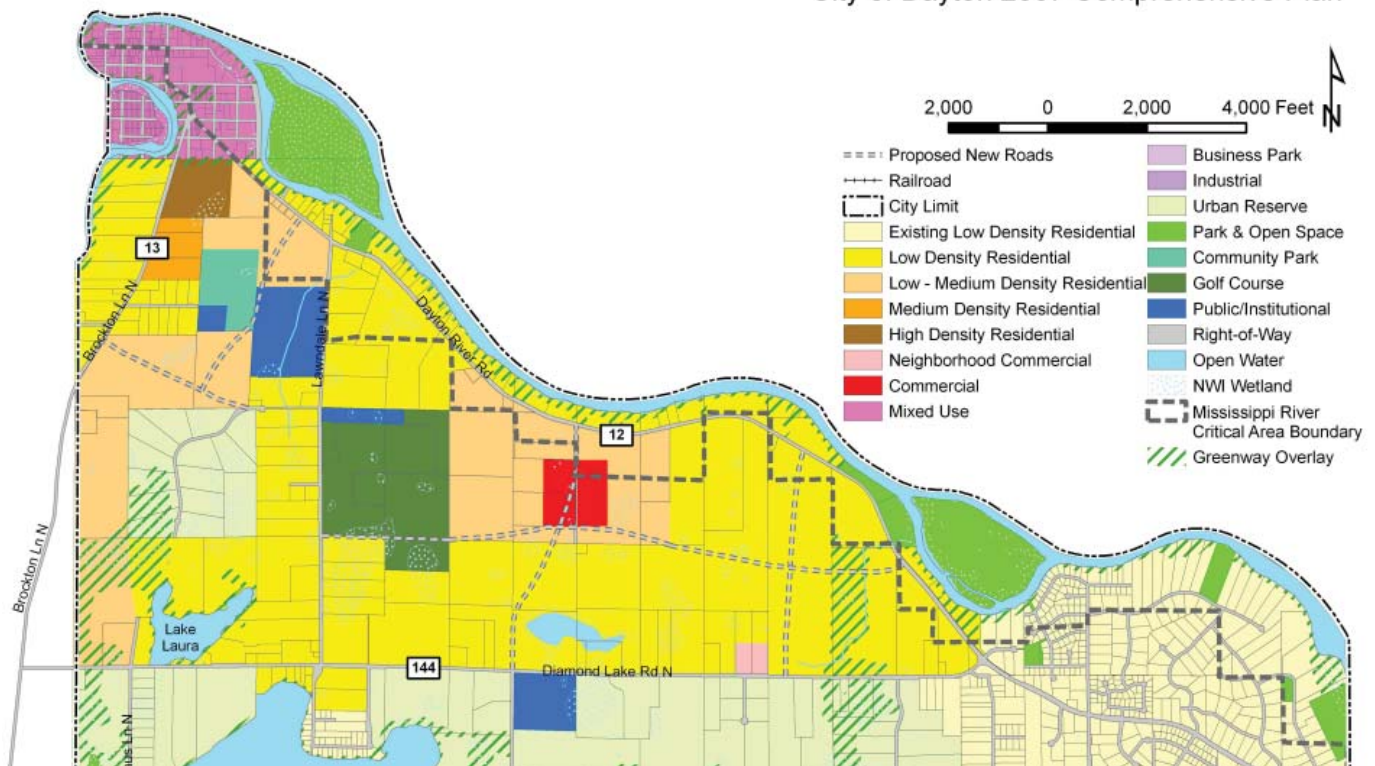 2,000 0 2,000 4,000 Feet
N
Proposed New Roads
Railroad
City Limit
Existing Low Density Residential
Low Density Residential
Low - Medium Density Residential
Medium Density Residential
High Density Residential
Neighborhood Commercial
Commercial
Mixed Use
Business Park
Industrial
Urban Reserve
Park & Open Space
Community Park
Golf Course
Public/Institutional
Right-of-Way
Open Water
NWI Wetland
Mississippi River
Critical Area Boundary
Greenway Overlay
13
Brockton Ln N
Lawndale Ln N
Dayton River Rd
12
Brockton Ln N
Lake
Laura
144
Diamond Lake Rd N
Ln N